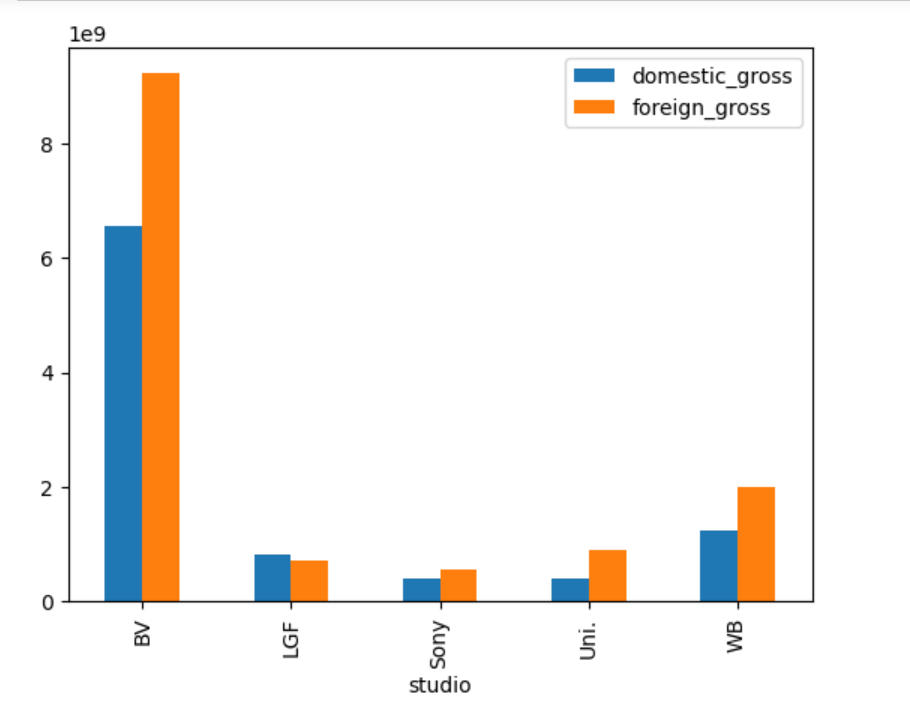 1e9
domestic_gross
foreign_gross
8
6
4
2
0
BV
LGF
Sony
Uni.
WB
studio